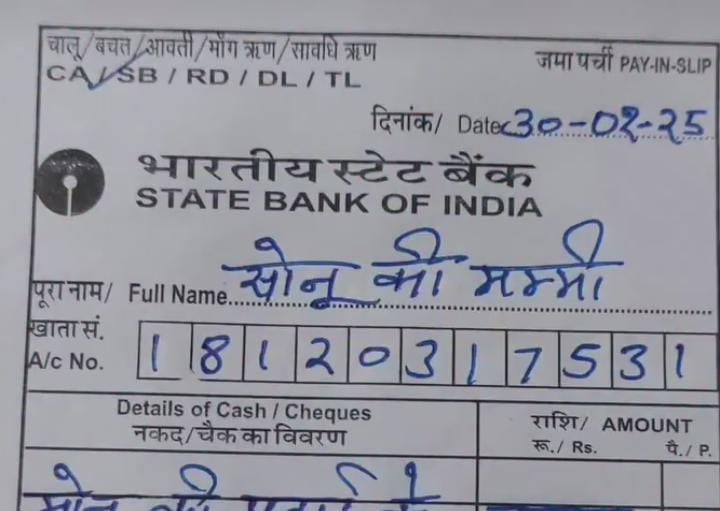 चालू/बचत/आवती/माँग ऋण/सावधि ऋण
CA/SB / RD / DL / TL
जमा पर्ची PAY-IN-SLIP
दिनांक/ Date 30-02-25
भारतीय स्टेट बैंक
STATE BANK OF INDIA
पूरा नाम/ Full Name सोनू की मम्मी
खाता सं.
A/c No. 1 8 1 2 0 3 1 7 5 3 1
Details of Cash / Cheques
नकद/चैक का विवरण
राशि/ AMOUNT
रू./ Rs. पै./ P.